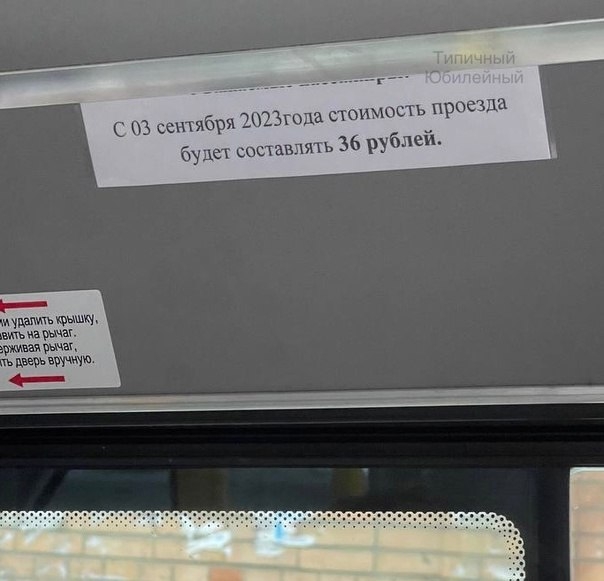 Типичный
Юбилейный
С 03 сентября 2023года стоимость проезда
будет составлять 36 рублей.
удалить крышку,
на рычаг.
рычаг,
дверь вручную.